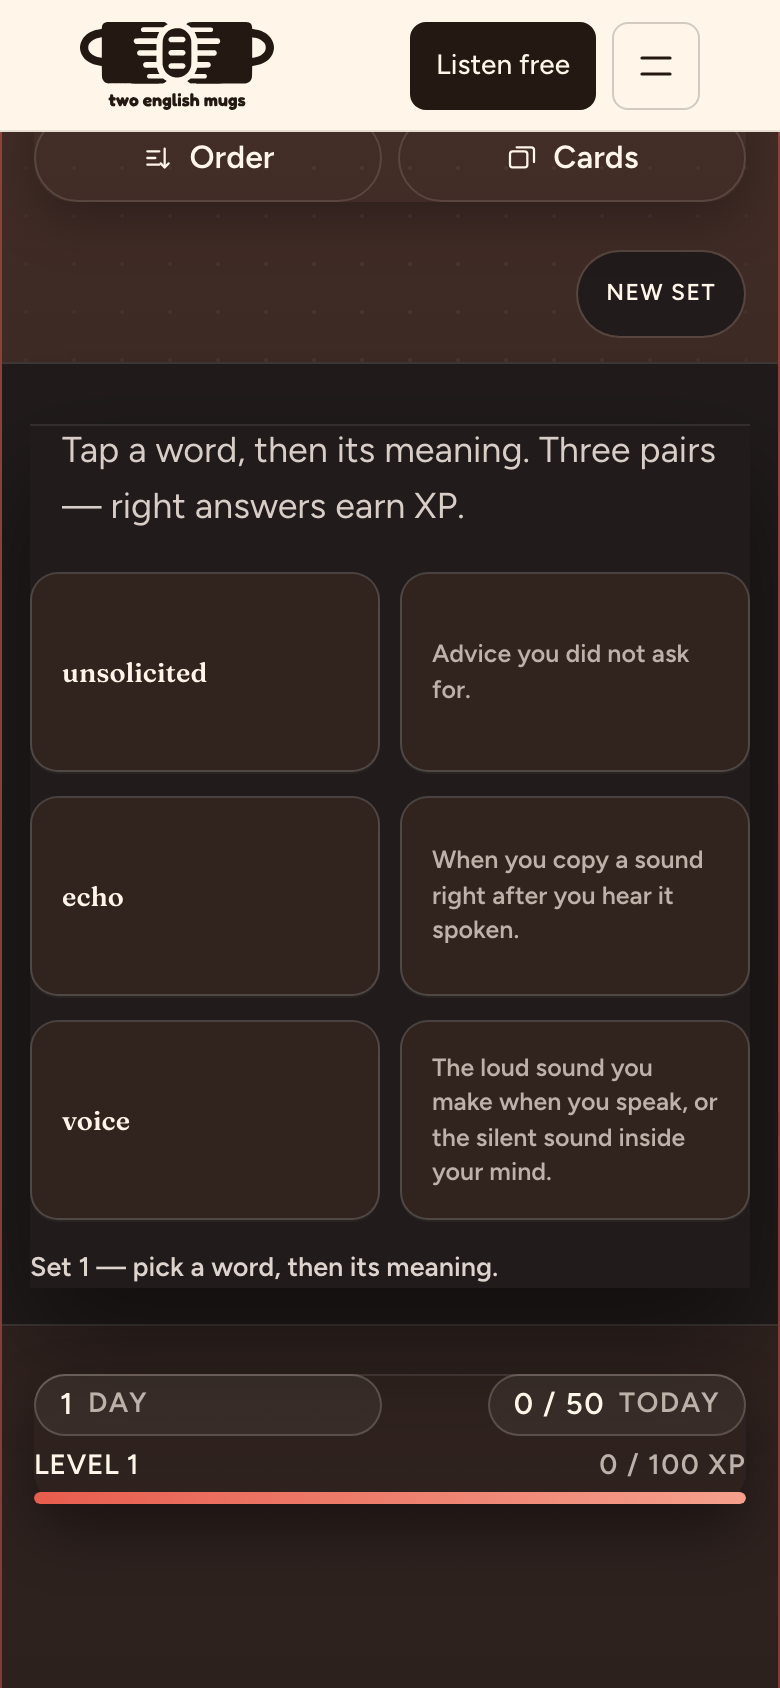 two english mugs
Listen free
Order
Cards
NEW SET
Tap a word, then its meaning. Three pairs
— right answers earn XP.
unsolicited
Advice you did not ask
for.
echo
When you copy a sound
right after you hear it
spoken.
voice
The loud sound you
make when you speak, or
the silent sound inside
your mind.
Set 1 — pick a word, then its meaning.
1 DAY
0 / 50 TODAY
LEVEL 1
0 / 100 XP